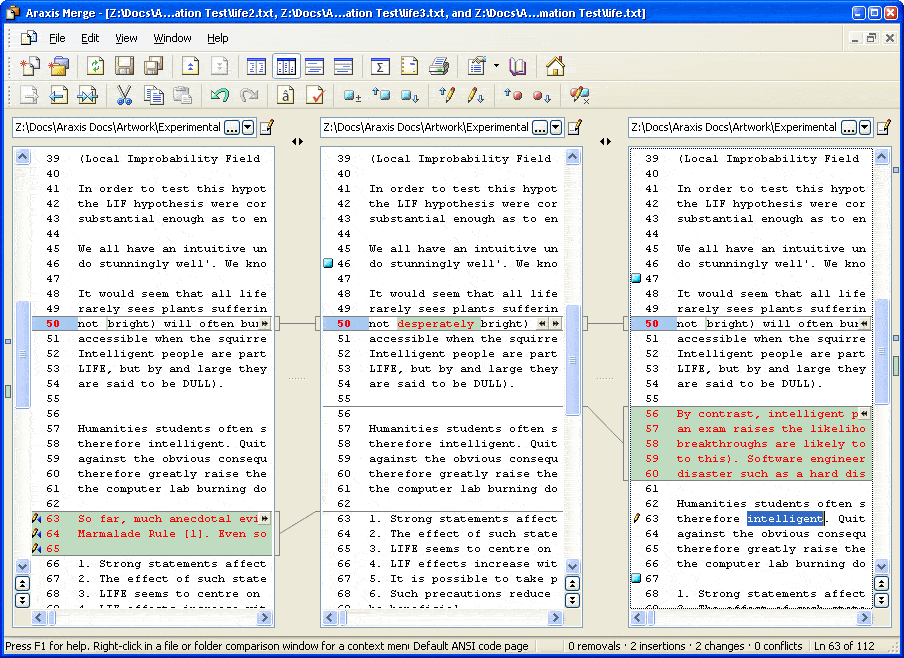 Araxis Merge - [Z:\Docs\A...ation Test\life2.txt, Z:\Docs\A...ation Test\life3.txt, and Z:\Docs\A...mation Test\life.txt]
File Edit View Window Help
Z:\Docs\Araxis Docs\Artwork\Experimental ...
39 (Local Improbability Field
40
41 In order to test this hypot
42 the LIF hypothesis were cor
43 substantial enough as to en
44
45 We all have an intuitive un
46 do stunningly well'. We kno
47
48 It would seem that all life
49 rarely sees plants sufferin
50 not bright) will often bur
51 accessible when the squirre
52 Intelligent people are part
53 LIFE, but by and large they
54 are said to be DULL).
55
56
57 Humanities students often s
58 therefore intelligent. Quit
59 against the obvious consequ
60 therefore greatly raise the
61 the computer lab burning do
62
63 So far, much anecdotal evi
64 Marmalade Rule [1]. Even so
65
66 1. Strong statements affect
67 2. The effect of such state
68 3. LIFE seems to centre on
69 4. LIF effects increase wit
Z:\Docs\Araxis Docs\Artwork\Experimental ...
39 (Local Improbability Field
40
41 In order to test this hypot
42 the LIF hypothesis were cor
43 substantial enough as to en
44
45 We all have an intuitive un
46 do stunningly well'. We kno
47
48 It would seem that all life
49 rarely sees plants sufferin
50 not desperately bright)
51 accessible when the squirre
52 Intelligent people are part
53 LIFE, but by and large they
54 are said to be DULL).
55
56
57 Humanities students often s
58 therefore intelligent. Quit
59 against the obvious consequ
60 therefore greatly raise the
61 the computer lab burning do
62
63 1. Strong statements affect
64 2. The effect of such state
65 3. LIFE seems to centre on
66 4. LIF effects increase wit
67 5. It is possible to take p
68 6. Such precautions reduce
69 be beneficial
Z:\Docs\Araxis Docs\Artwork\Experimental ...
39 (Local Improbability Field
40
41 In order to test this hypot
42 the LIF hypothesis were cor
43 substantial enough as to en
44
45 We all have an intuitive un
46 do stunningly well'. We kno
47
48 It would seem that all life
49 rarely sees plants sufferin
50 not bright) will often bur
51 accessible when the squirre
52 Intelligent people are part
53 LIFE, but by and large they
54 are said to be DULL).
55
56 By contrast, intelligent p
57 an exam raises the likeliho
58 breakthroughs are likely to
59 to this). Software engineer
60 disaster such as a hard dis
61
62 Humanities students often s
63 therefore intelligent. Quit
64 against the obvious consequ
65 therefore greatly raise the
66 the computer lab burning do
67
68 1. Strong statements affect
69 2. The effect of such state
Press F1 for help. Right-click in a file or folder comparison window for a context menu Default ANSI code page 0 removals · 2 insertions · 2 changes · 0 conflicts Ln 63 of 112